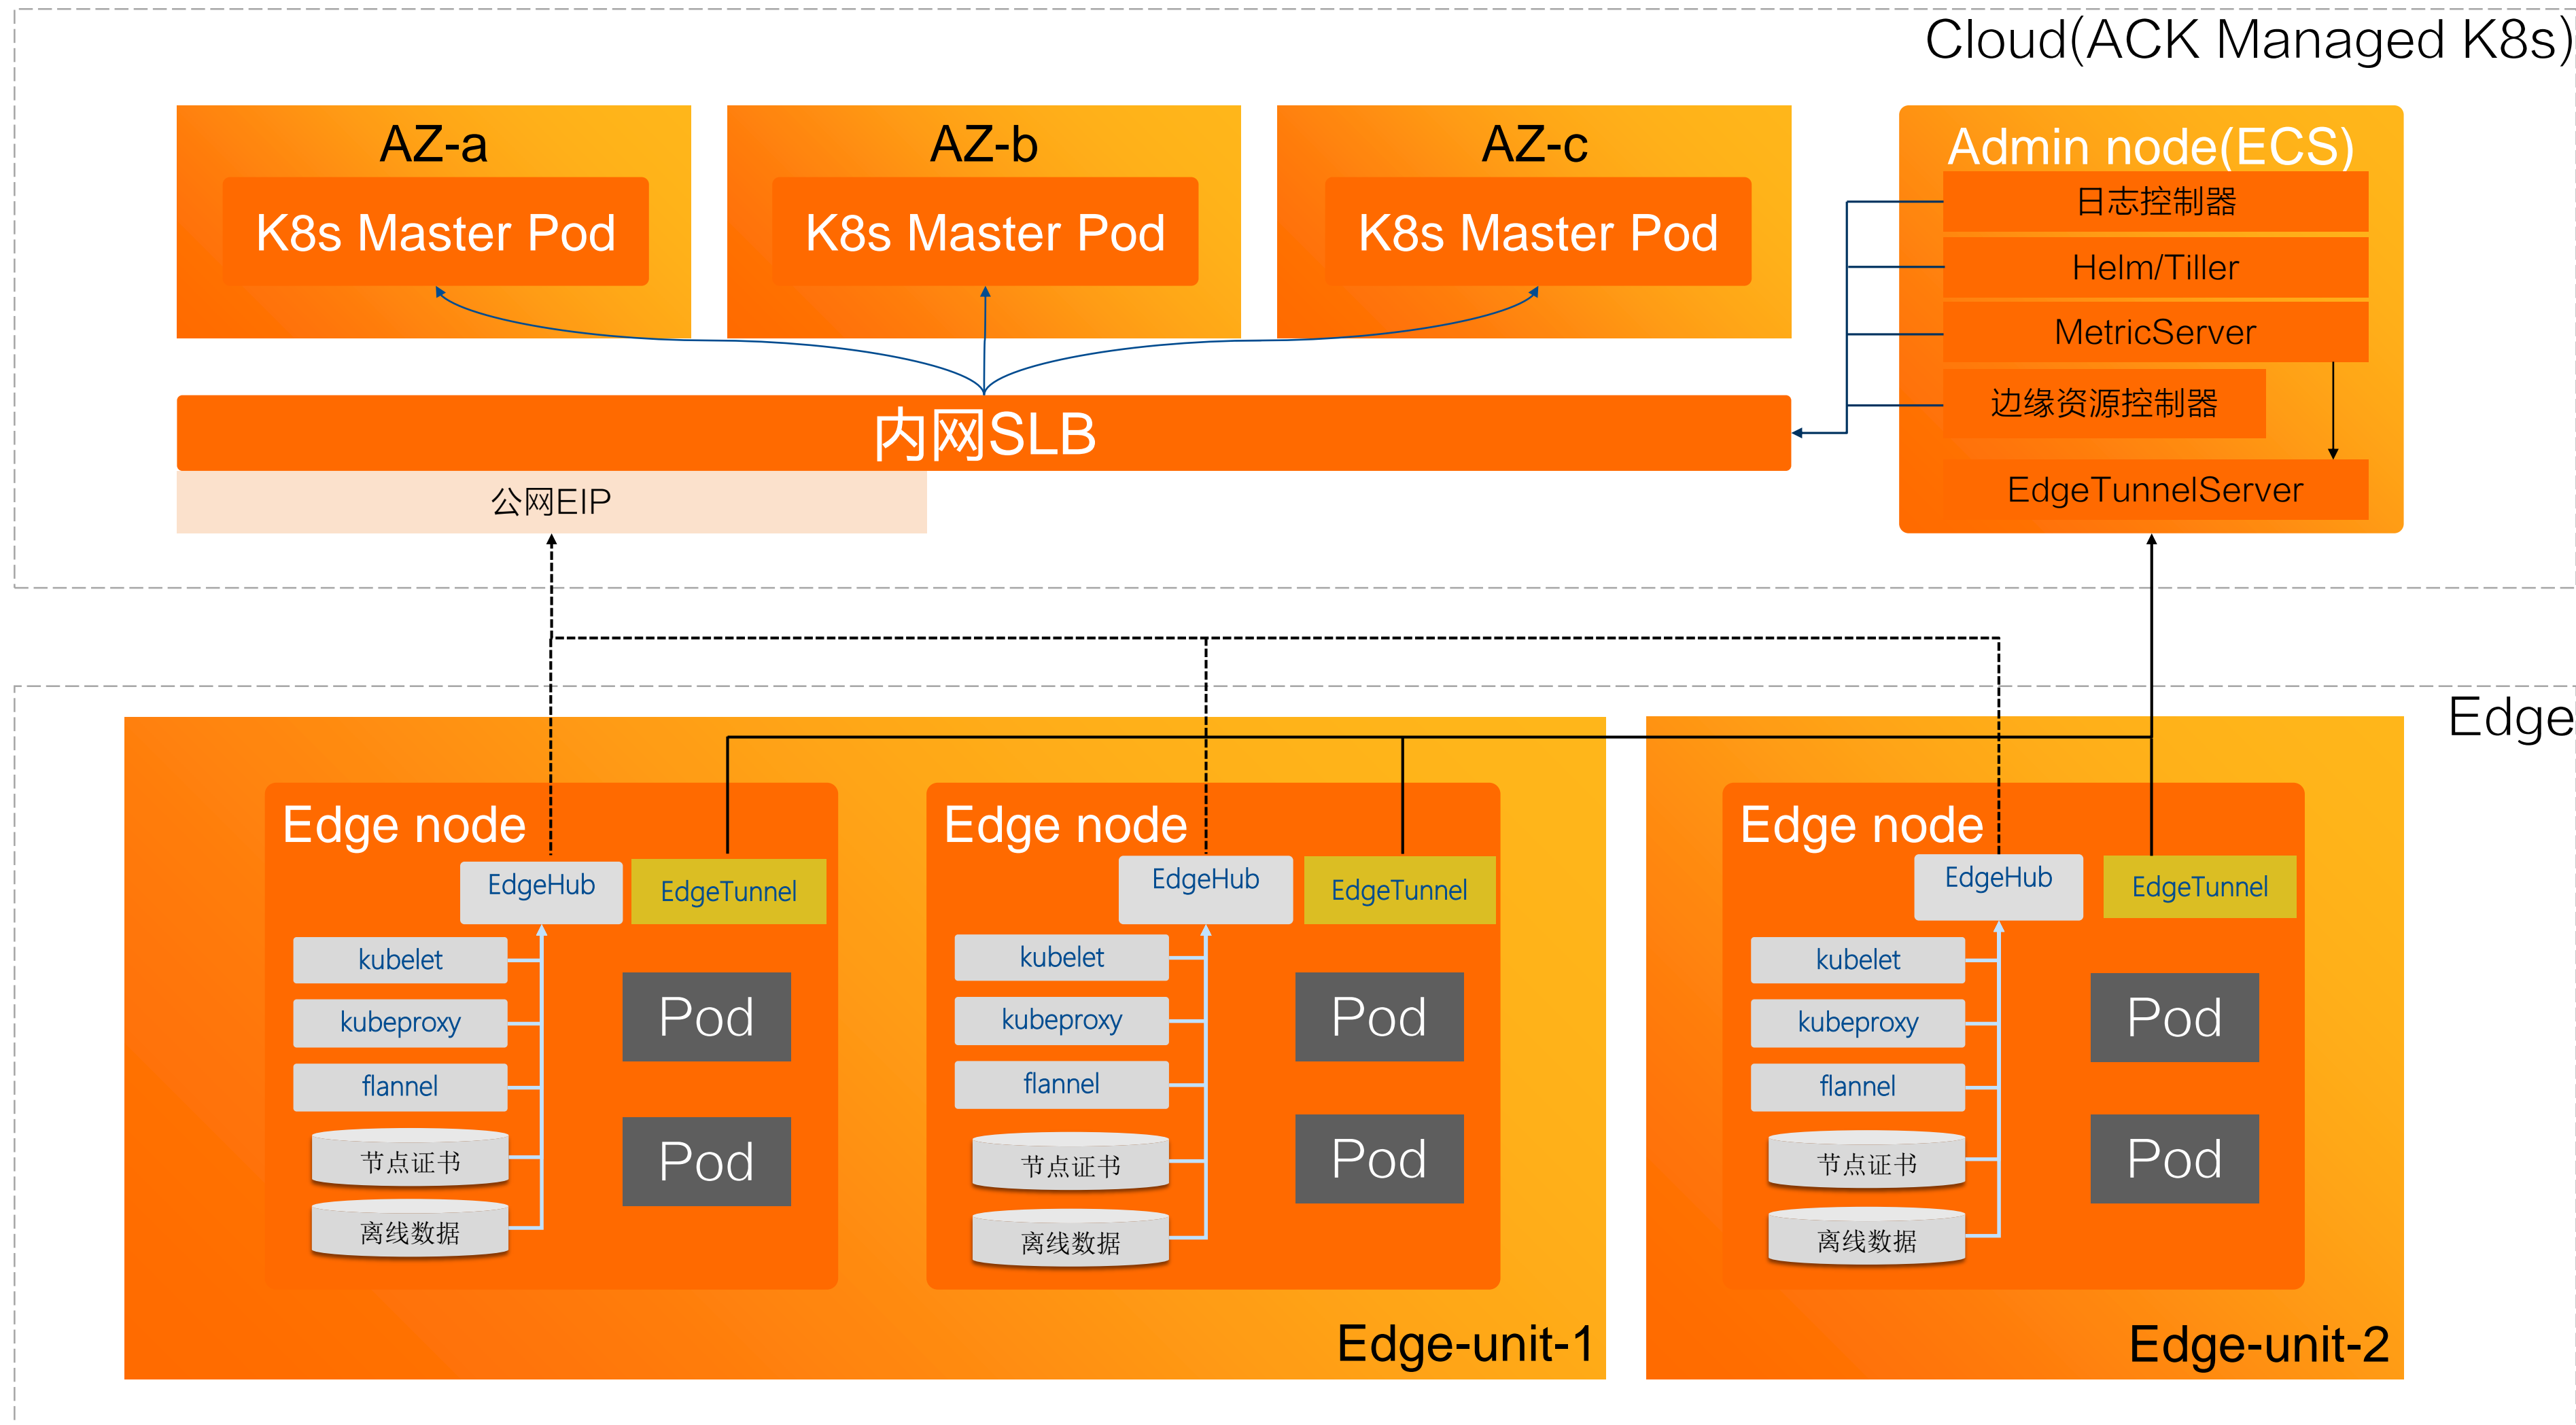 Cloud(ACK Managed K8s)
AZ-a
K8s Master Pod
AZ-b
K8s Master Pod
AZ-c
K8s Master Pod
Admin node(ECS)
日志控制器
Helm/Tiller
MetricServer
边缘资源控制器
EdgeTunnelServer
内网SLB
公网EIP
Edge
Edge node
EdgeHub
EdgeTunnel
kubelet
kubeproxy
flannel
节点证书
离线数据
Pod
Pod
Edge node
EdgeHub
EdgeTunnel
kubelet
kubeproxy
flannel
节点证书
离线数据
Pod
Pod
Edge-unit-1
Edge node
EdgeHub
EdgeTunnel
kubelet
kubeproxy
flannel
节点证书
离线数据
Pod
Pod
Edge-unit-2